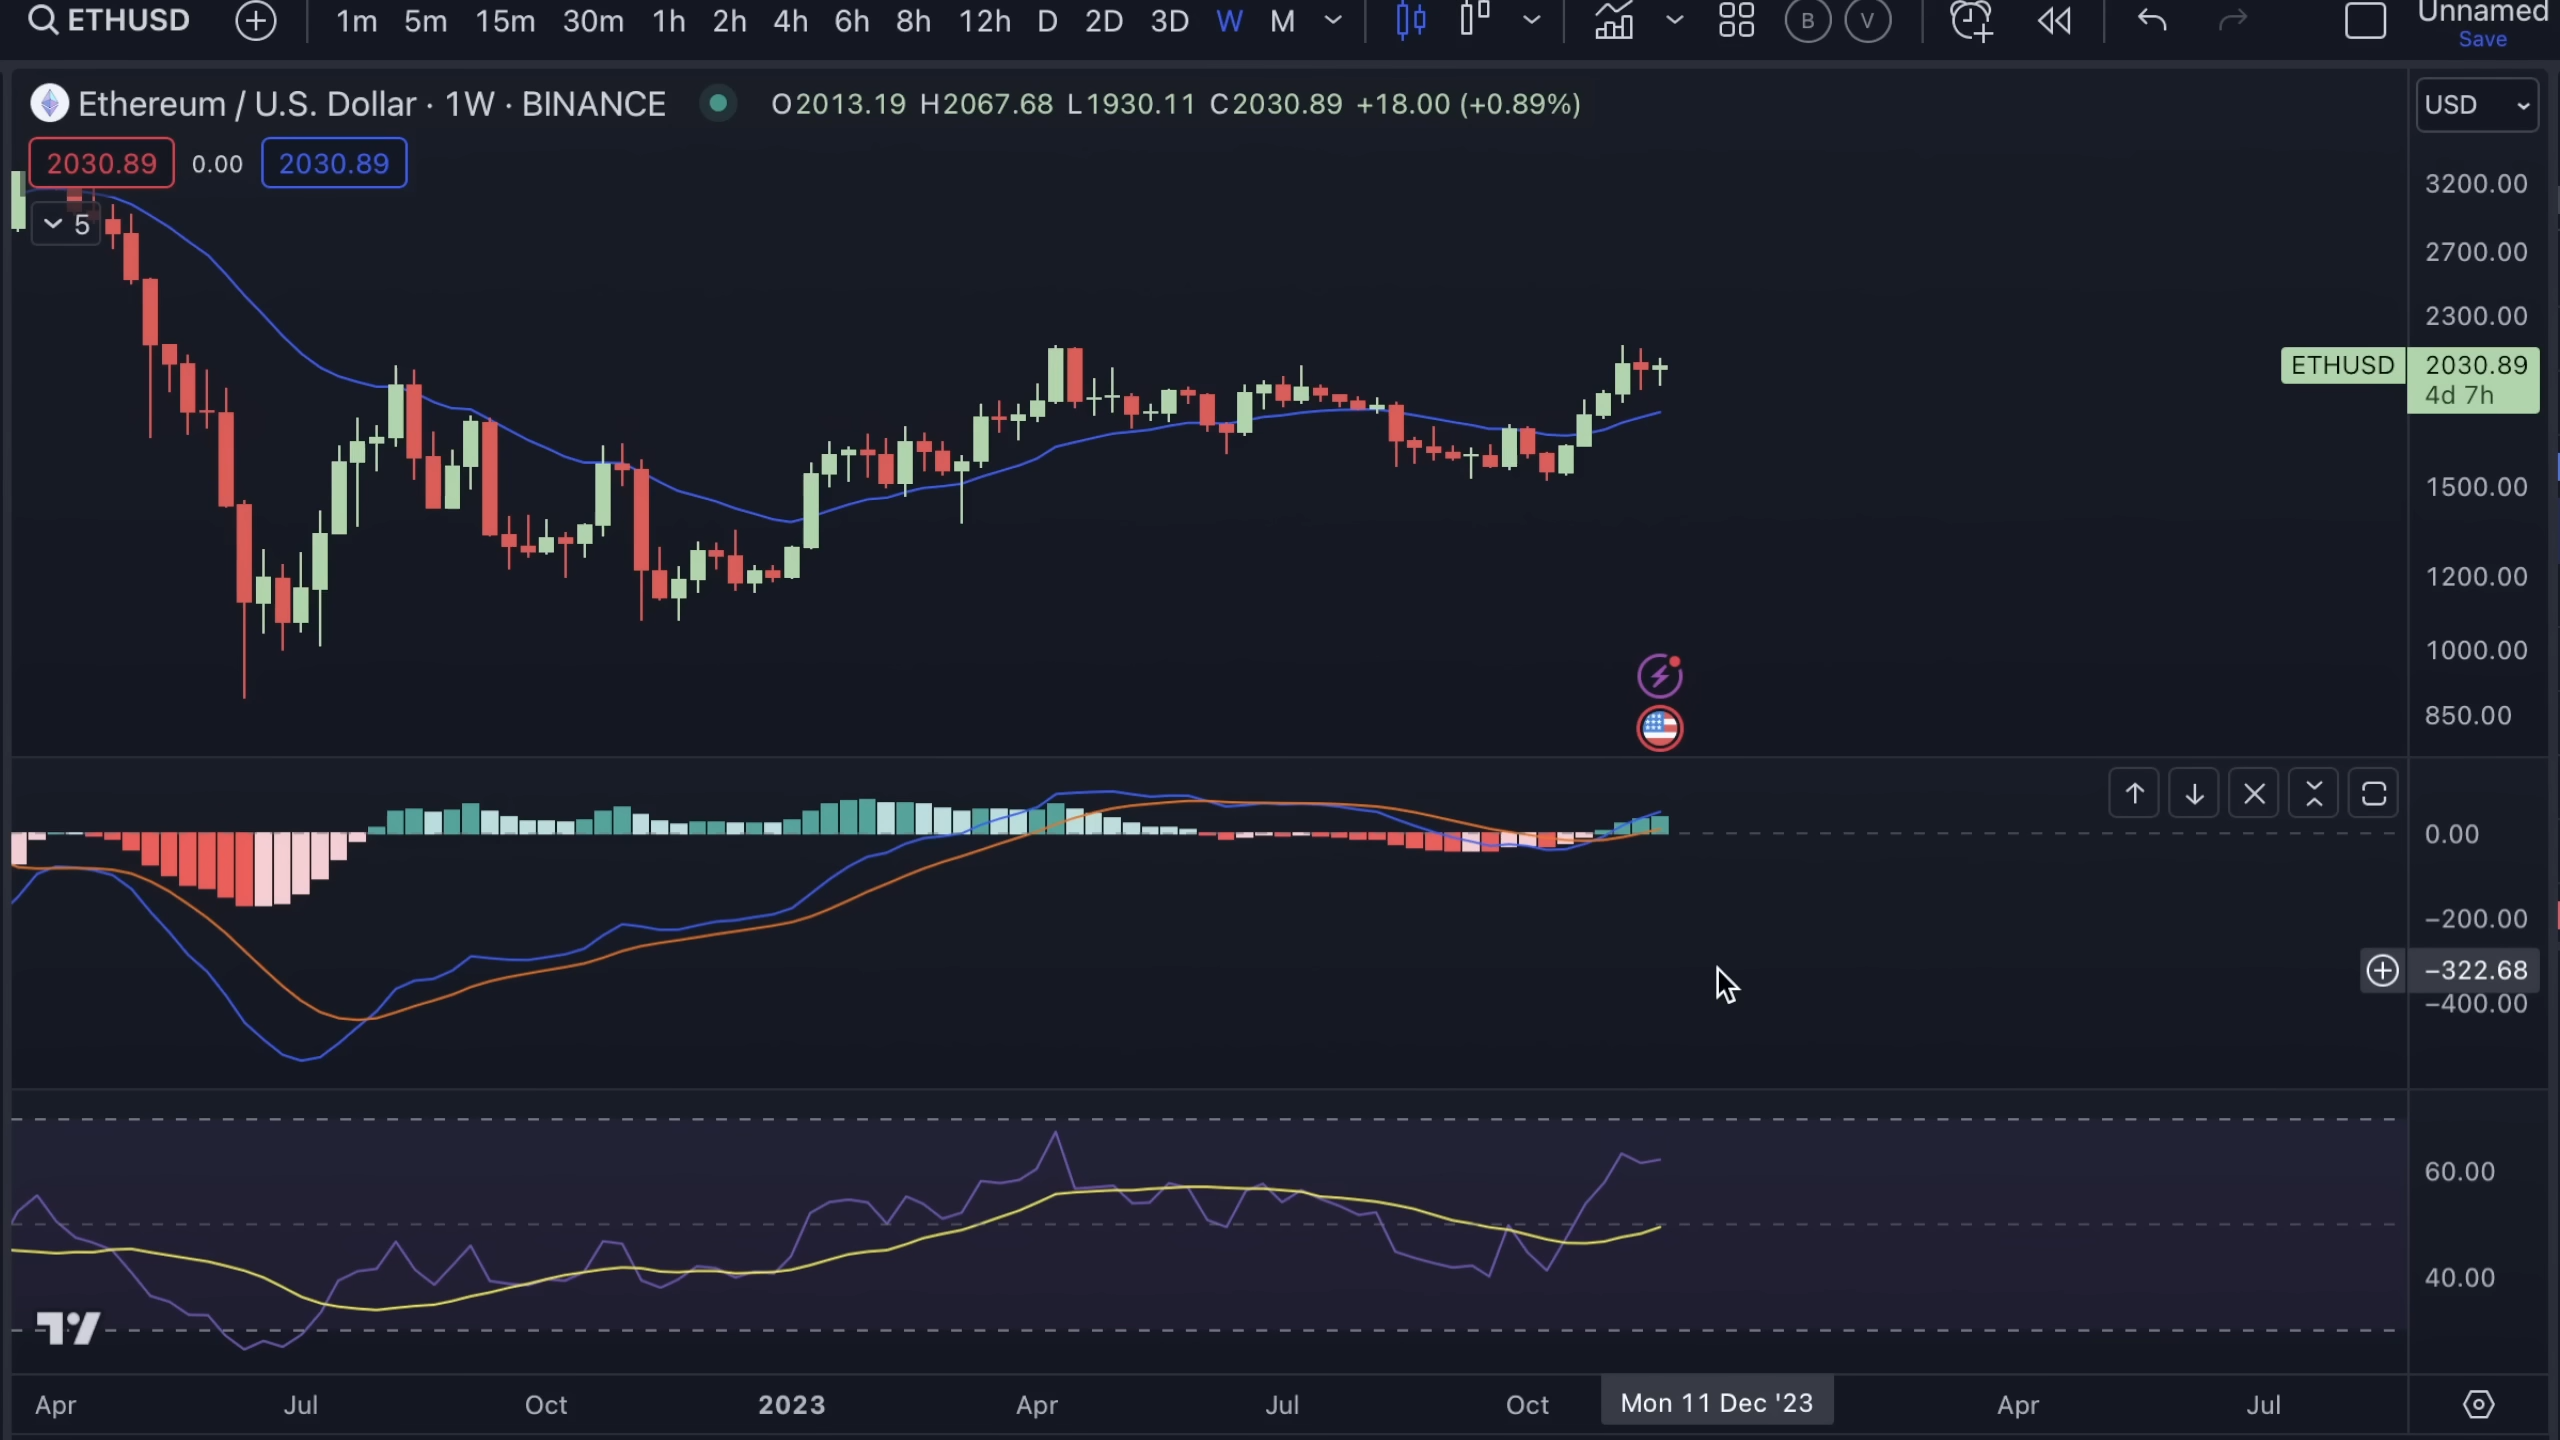 ETHUSD 1m 5m 15m 30m 1h 2h 4h 6h 8h 12h D 2D 3D W M B V Unnamed
Save
Ethereum / U.S. Dollar · 1W · BINANCE O2013.19 H2067.68 L1930.11 C2030.89 +18.00 (+0.89%) USD
2030.89 0.00 2030.89
5
3200.00
2700.00
2300.00
ETHUSD 2030.89
4d 7h
1500.00
1200.00
1000.00
850.00
0.00
−200.00
−322.68
−400.00
60.00
40.00
Apr Jul Oct 2023 Apr Jul Oct Mon 11 Dec '23 Apr Jul